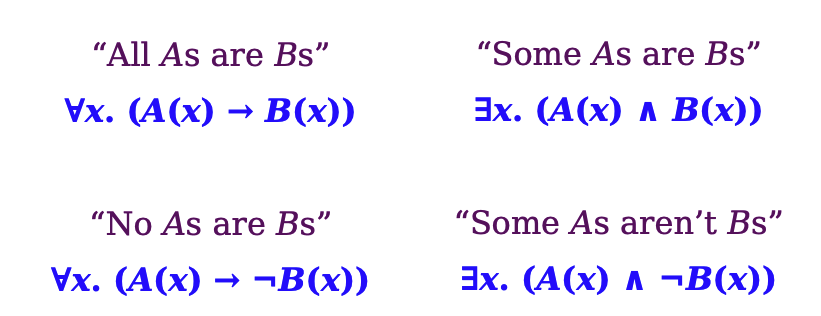 “All As are Bs”
∀x. (A(x) → B(x))
“Some As are Bs”
∃x. (A(x) ∧ B(x))
“No As are Bs”
∀x. (A(x) → ¬B(x))
“Some As aren’t Bs”
∃x. (A(x) ∧ ¬B(x))